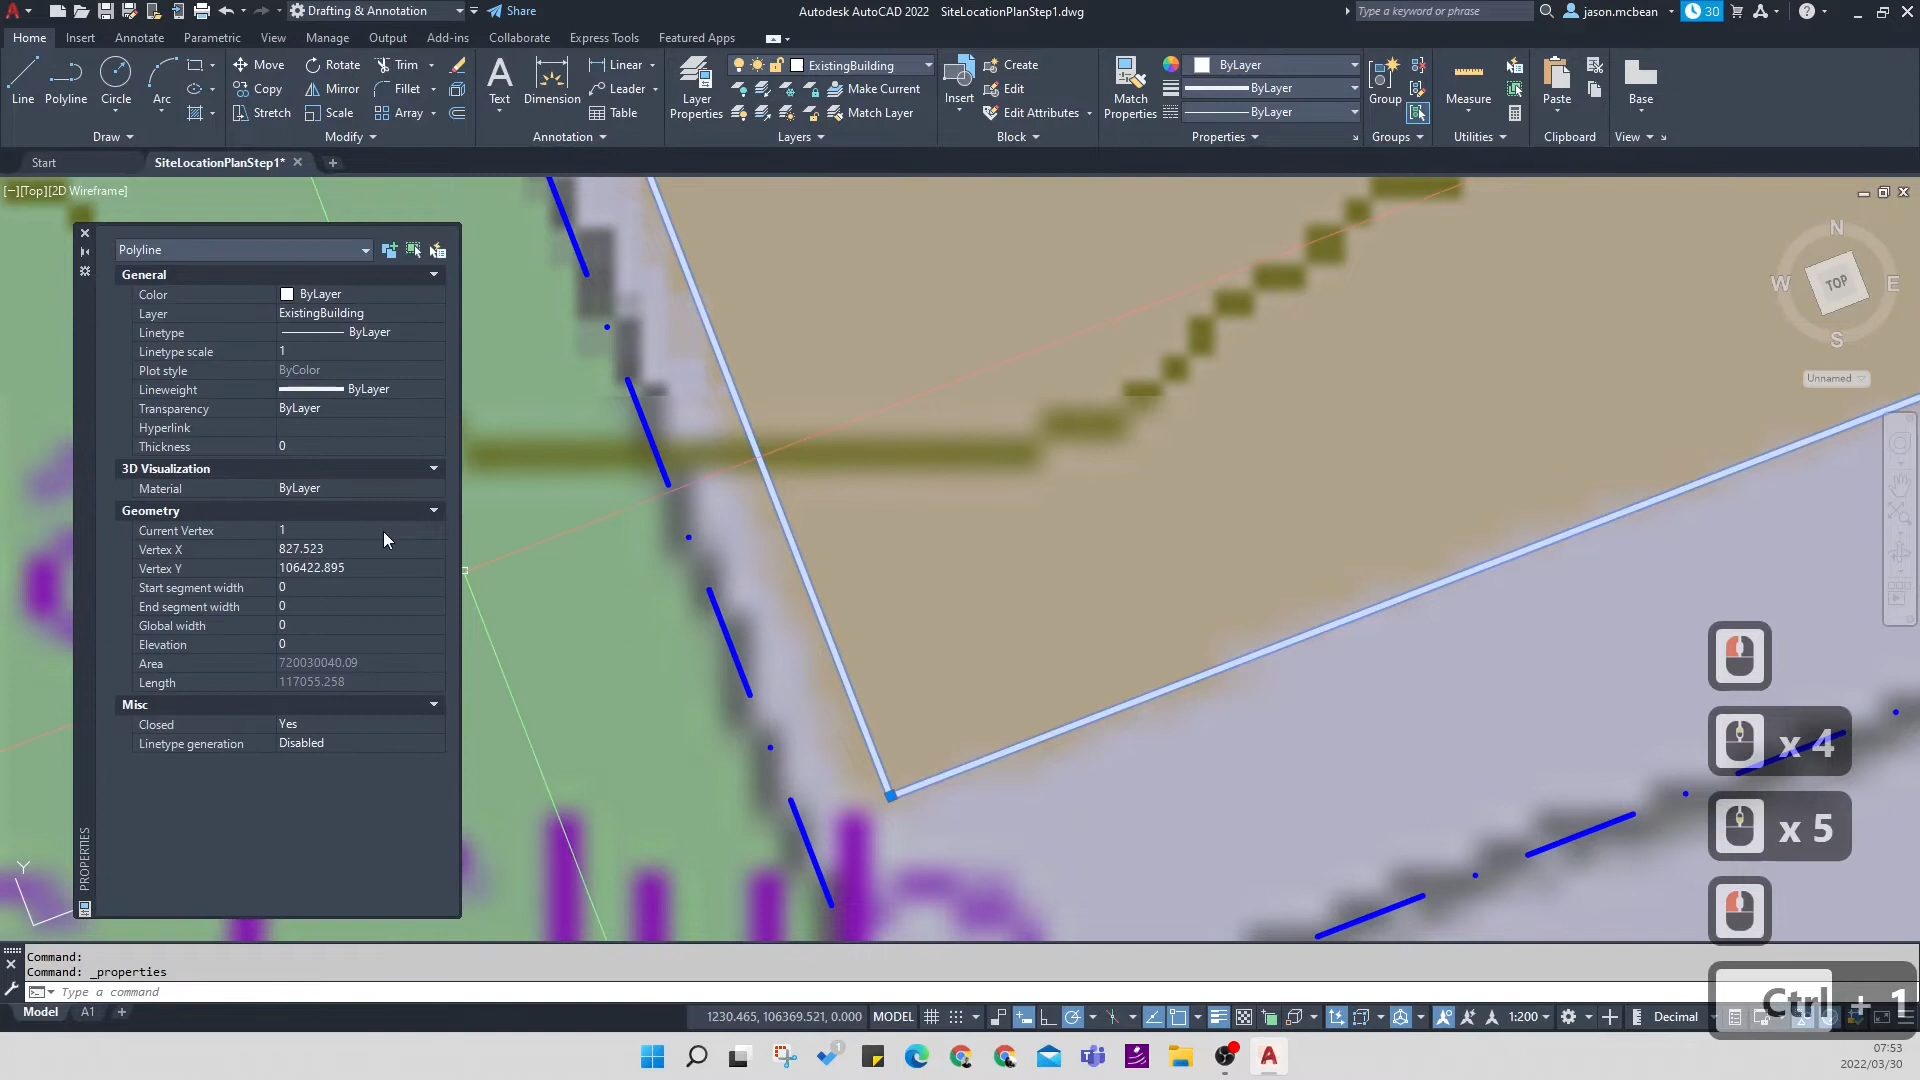 Drafting & Annotation
Share
Autodesk AutoCAD 2022 SiteLocationPlanStep1.dwg
Type a keyword or phrase
jason.mcbean
30
Home Insert Annotate Parametric View Manage Output Add-ins Collaborate Express Tools Featured Apps
Line Polyline Circle Arc
Draw
Move Rotate Trim
Copy Mirror Fillet
Stretch Scale Array
Modify
Text Dimension
Linear
Leader
Table
Annotation
Layer Properties
ExistingBuilding
Make Current
Match Layer
Layers
Insert
Create
Edit
Edit Attributes
Block
Match Properties
ByLayer
ByLayer
ByLayer
Properties
Group
Groups
Measure
Utilities
Paste
Clipboard
Base
View
Start SiteLocationPlanStep1*
[−][Top][2D Wireframe]
N
W TOP E
S
Unnamed
Polyline
General
Color ByLayer
Layer ExistingBuilding
Linetype ByLayer
Linetype scale 1
Plot style ByColor
Lineweight ByLayer
Transparency ByLayer
Hyperlink
Thickness 0
3D Visualization
Material ByLayer
Geometry
Current Vertex 1
Vertex X 827.523
Vertex Y 106422.895
Start segment width 0
End segment width 0
Global width 0
Elevation 0
Area 720030040.09
Length 117055.258
Misc
Closed Yes
Linetype generation Disabled
PROPERTIES
Y
x 4
x 5
Ctrl + 1
Command:
Command: _properties
Type a command
Model A1
1230.465, 106369.521, 0.000 MODEL
1:200
Decimal
1
07:53
2022/03/30